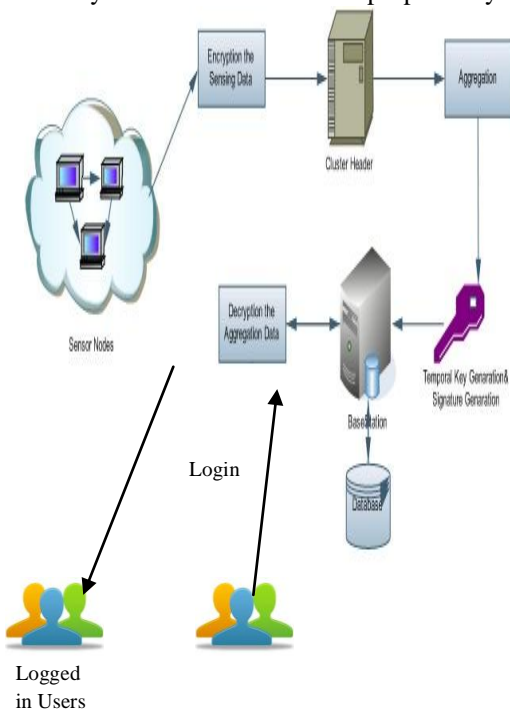 Encryption the
Sensing Data
Aggregation
Cluster Header
Sensor Nodes
Decryption the
Aggregation Data
Temporal Key Genaration&
Signature Genaration
BaseStation
Login
Database
Logged
in Users